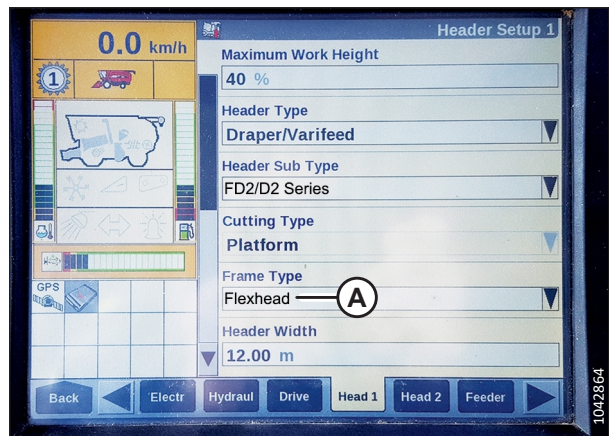 0.0 km/h
Header Setup 1
1
Maximum Work Height
40 %
Header Type
Draper/Varifeed
Header Sub Type
FD2/D2 Series
Cutting Type
Platform
Frame Type
Flexhead
A
GPS
Header Width
12.00 m
Back
Electr
Hydraul
Drive
Head 1
Head 2
Feeder
1042864